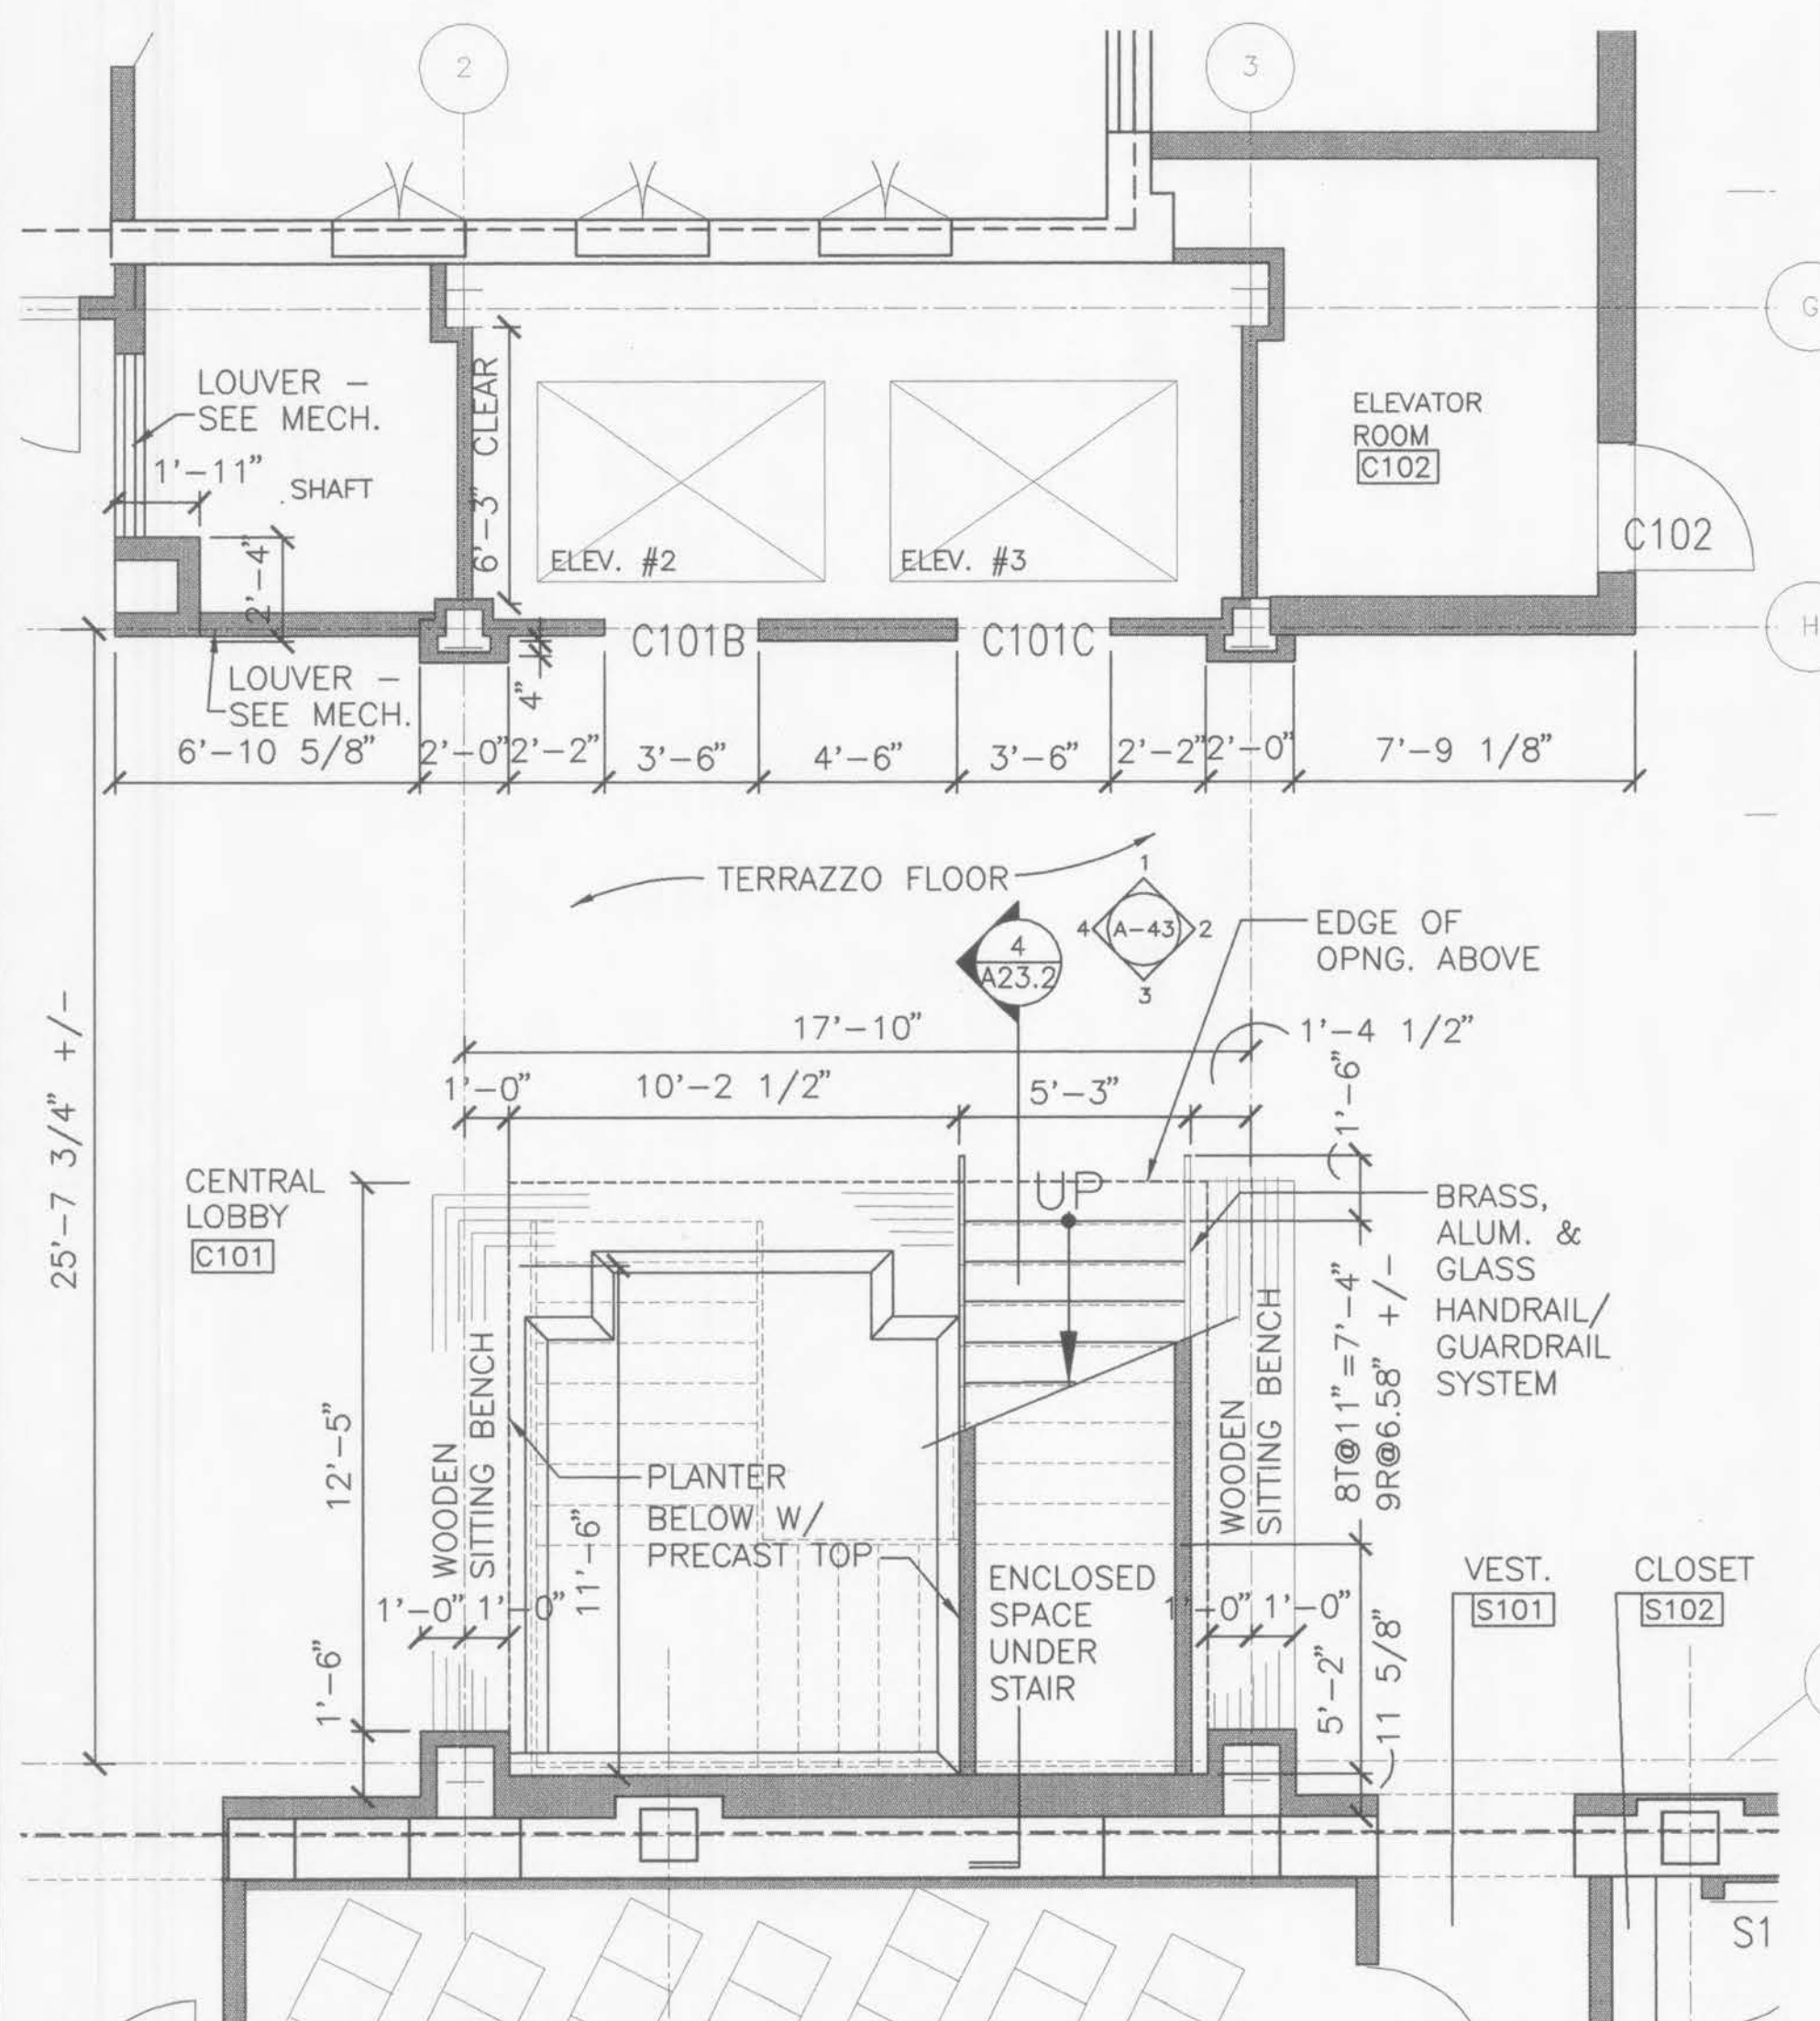 2
3
G
LOUVER –
SEE MECH.
1'–11"
SHAFT
2'–4"
6'–3" CLEAR
ELEV. #2
ELEV. #3
ELEVATOR
ROOM
C102
C102
H
C101B
C101C
4"
LOUVER –
SEE MECH.
6'–10 5/8"
2'–0"
2'–2"
3'–6"
4'–6"
3'–6"
2'–2"
2'–0"
7'–9 1/8"
TERRAZZO FLOOR
4
A23.2
1
4
A–43
2
3
EDGE OF
OPNG. ABOVE
25'–7 3/4" +/–
17'–10"
1'–4 1/2"
1'–0"
10'–2 1/2"
5'–3"
1'–6"
CENTRAL
LOBBY
C101
UP
BRASS,
ALUM. &
GLASS
HANDRAIL/
GUARDRAIL
SYSTEM
12'–5"
WOODEN
SITTING BENCH
PLANTER
BELOW W/
PRECAST TOP
11'–6"
WOODEN
SITTING BENCH
8T@11"=7'–4"
9R@6.58" +/–
1'–0"
1'–0"
ENCLOSED
SPACE
UNDER
STAIR
1'–0"
1'–0"
VEST.
S101
CLOSET
S102
1'–6"
5'–2"
11 5/8"
S1